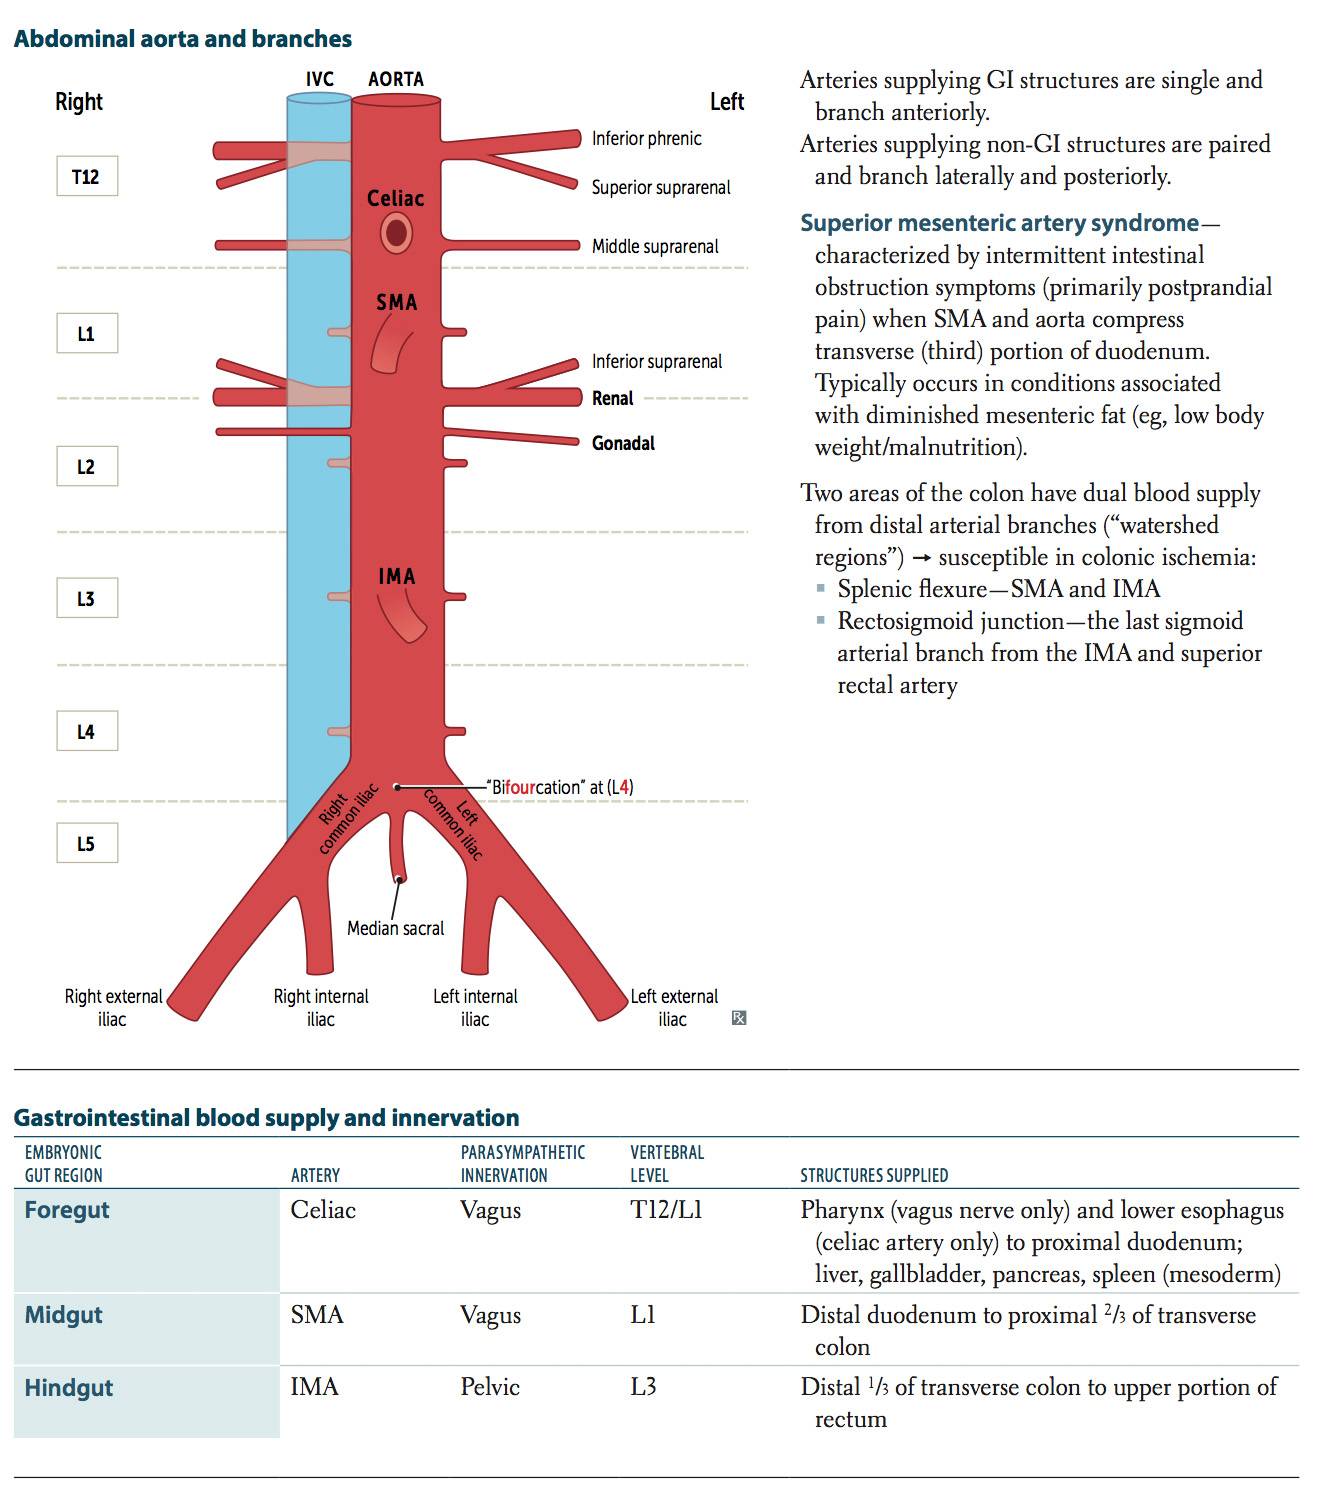 Abdominal aorta and branches
IVC AORTA
Right
Left
T12
L1
L2
L3
L4
L5
Celiac
SMA
IMA
Inferior phrenic
Superior suprarenal
Middle suprarenal
Inferior suprarenal
Renal
Gonadal
"Bifourcation" at (L4)
Right
common iliac
Left
common iliac
Median sacral
Right external
iliac
Right internal
iliac
Left internal
iliac
Left external
iliac
Rx
Arteries supplying GI structures are single and
branch anteriorly.
Arteries supplying non-GI structures are paired
and branch laterally and posteriorly.
Superior mesenteric artery syndrome—
characterized by intermittent intestinal
obstruction symptoms (primarily postprandial
pain) when SMA and aorta compress
transverse (third) portion of duodenum.
Typically occurs in conditions associated
with diminished mesenteric fat (eg, low body
weight/malnutrition).
Two areas of the colon have dual blood supply
from distal arterial branches (“watershed
regions”) → susceptible in colonic ischemia:
▪ Splenic flexure—SMA and IMA
▪ Rectosigmoid junction—the last sigmoid
arterial branch from the IMA and superior
rectal artery
Gastrointestinal blood supply and innervation
EMBRYONIC
GUT REGION
ARTERY
PARASYMPATHETIC
INNERVATION
VERTEBRAL
LEVEL
STRUCTURES SUPPLIED
Foregut
Celiac
Vagus
T12/L1
Pharynx (vagus nerve only) and lower esophagus
(celiac artery only) to proximal duodenum;
liver, gallbladder, pancreas, spleen (mesoderm)
Midgut
SMA
Vagus
L1
Distal duodenum to proximal 2/3 of transverse
colon
Hindgut
IMA
Pelvic
L3
Distal 1/3 of transverse colon to upper portion of
rectum